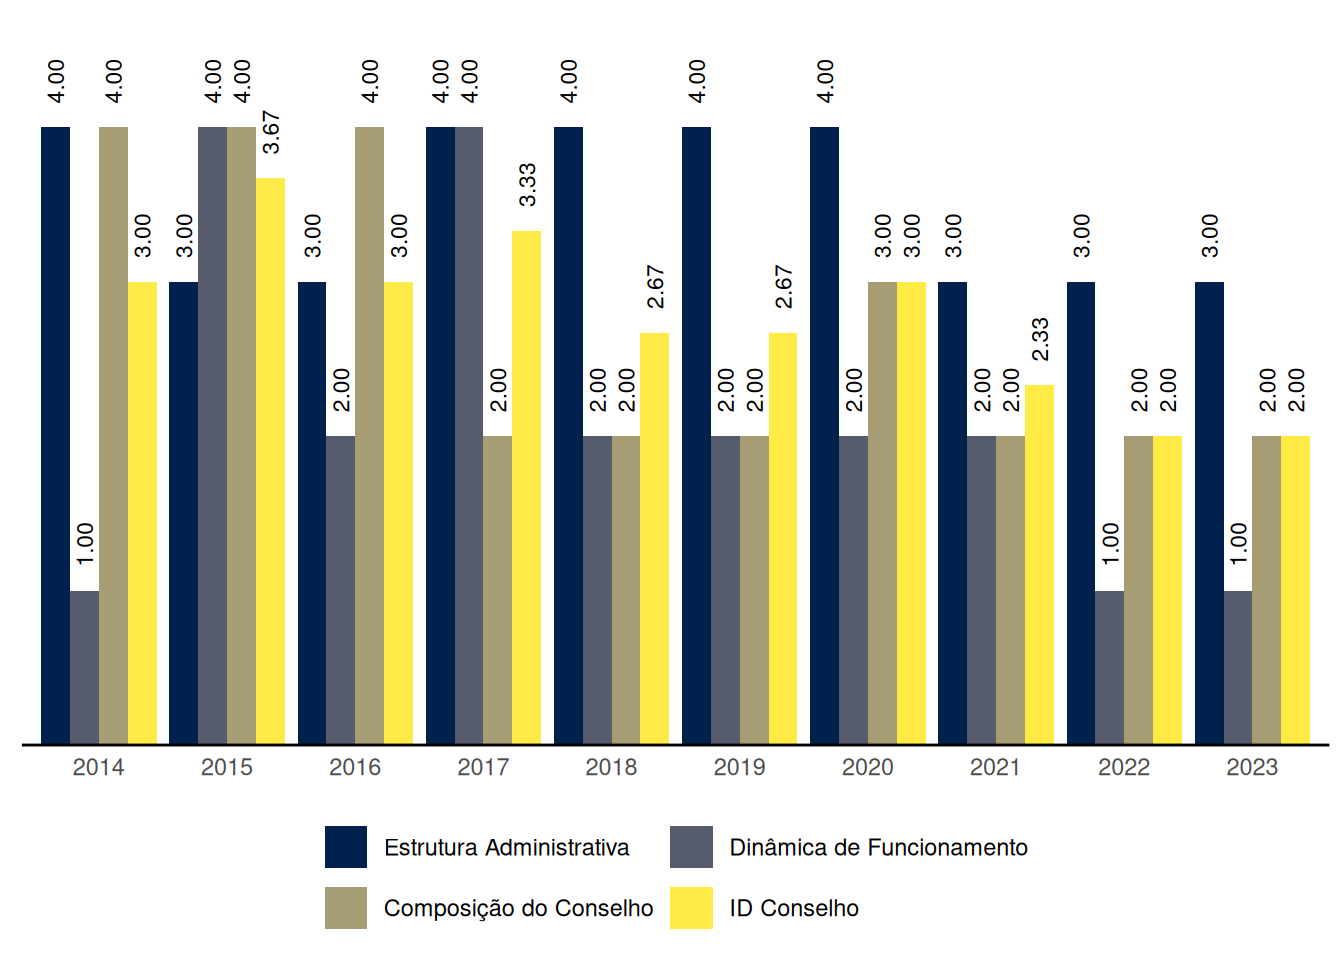 4.00 1.00 4.00 3.00 3.00 4.00 4.00 3.67 3.00 2.00 4.00 3.00 4.00 4.00 2.00 3.33 4.00 2.00 2.00 2.67 4.00 2.00 2.00 2.67 4.00 2.00 3.00 3.00 3.00 2.00 2.00 2.33 3.00 1.00 2.00 2.00 3.00 1.00 2.00 2.00
2014 2015 2016 2017 2018 2019 2020 2021 2022 2023
Estrutura Administrativa Dinâmica de Funcionamento
Composição do Conselho ID Conselho